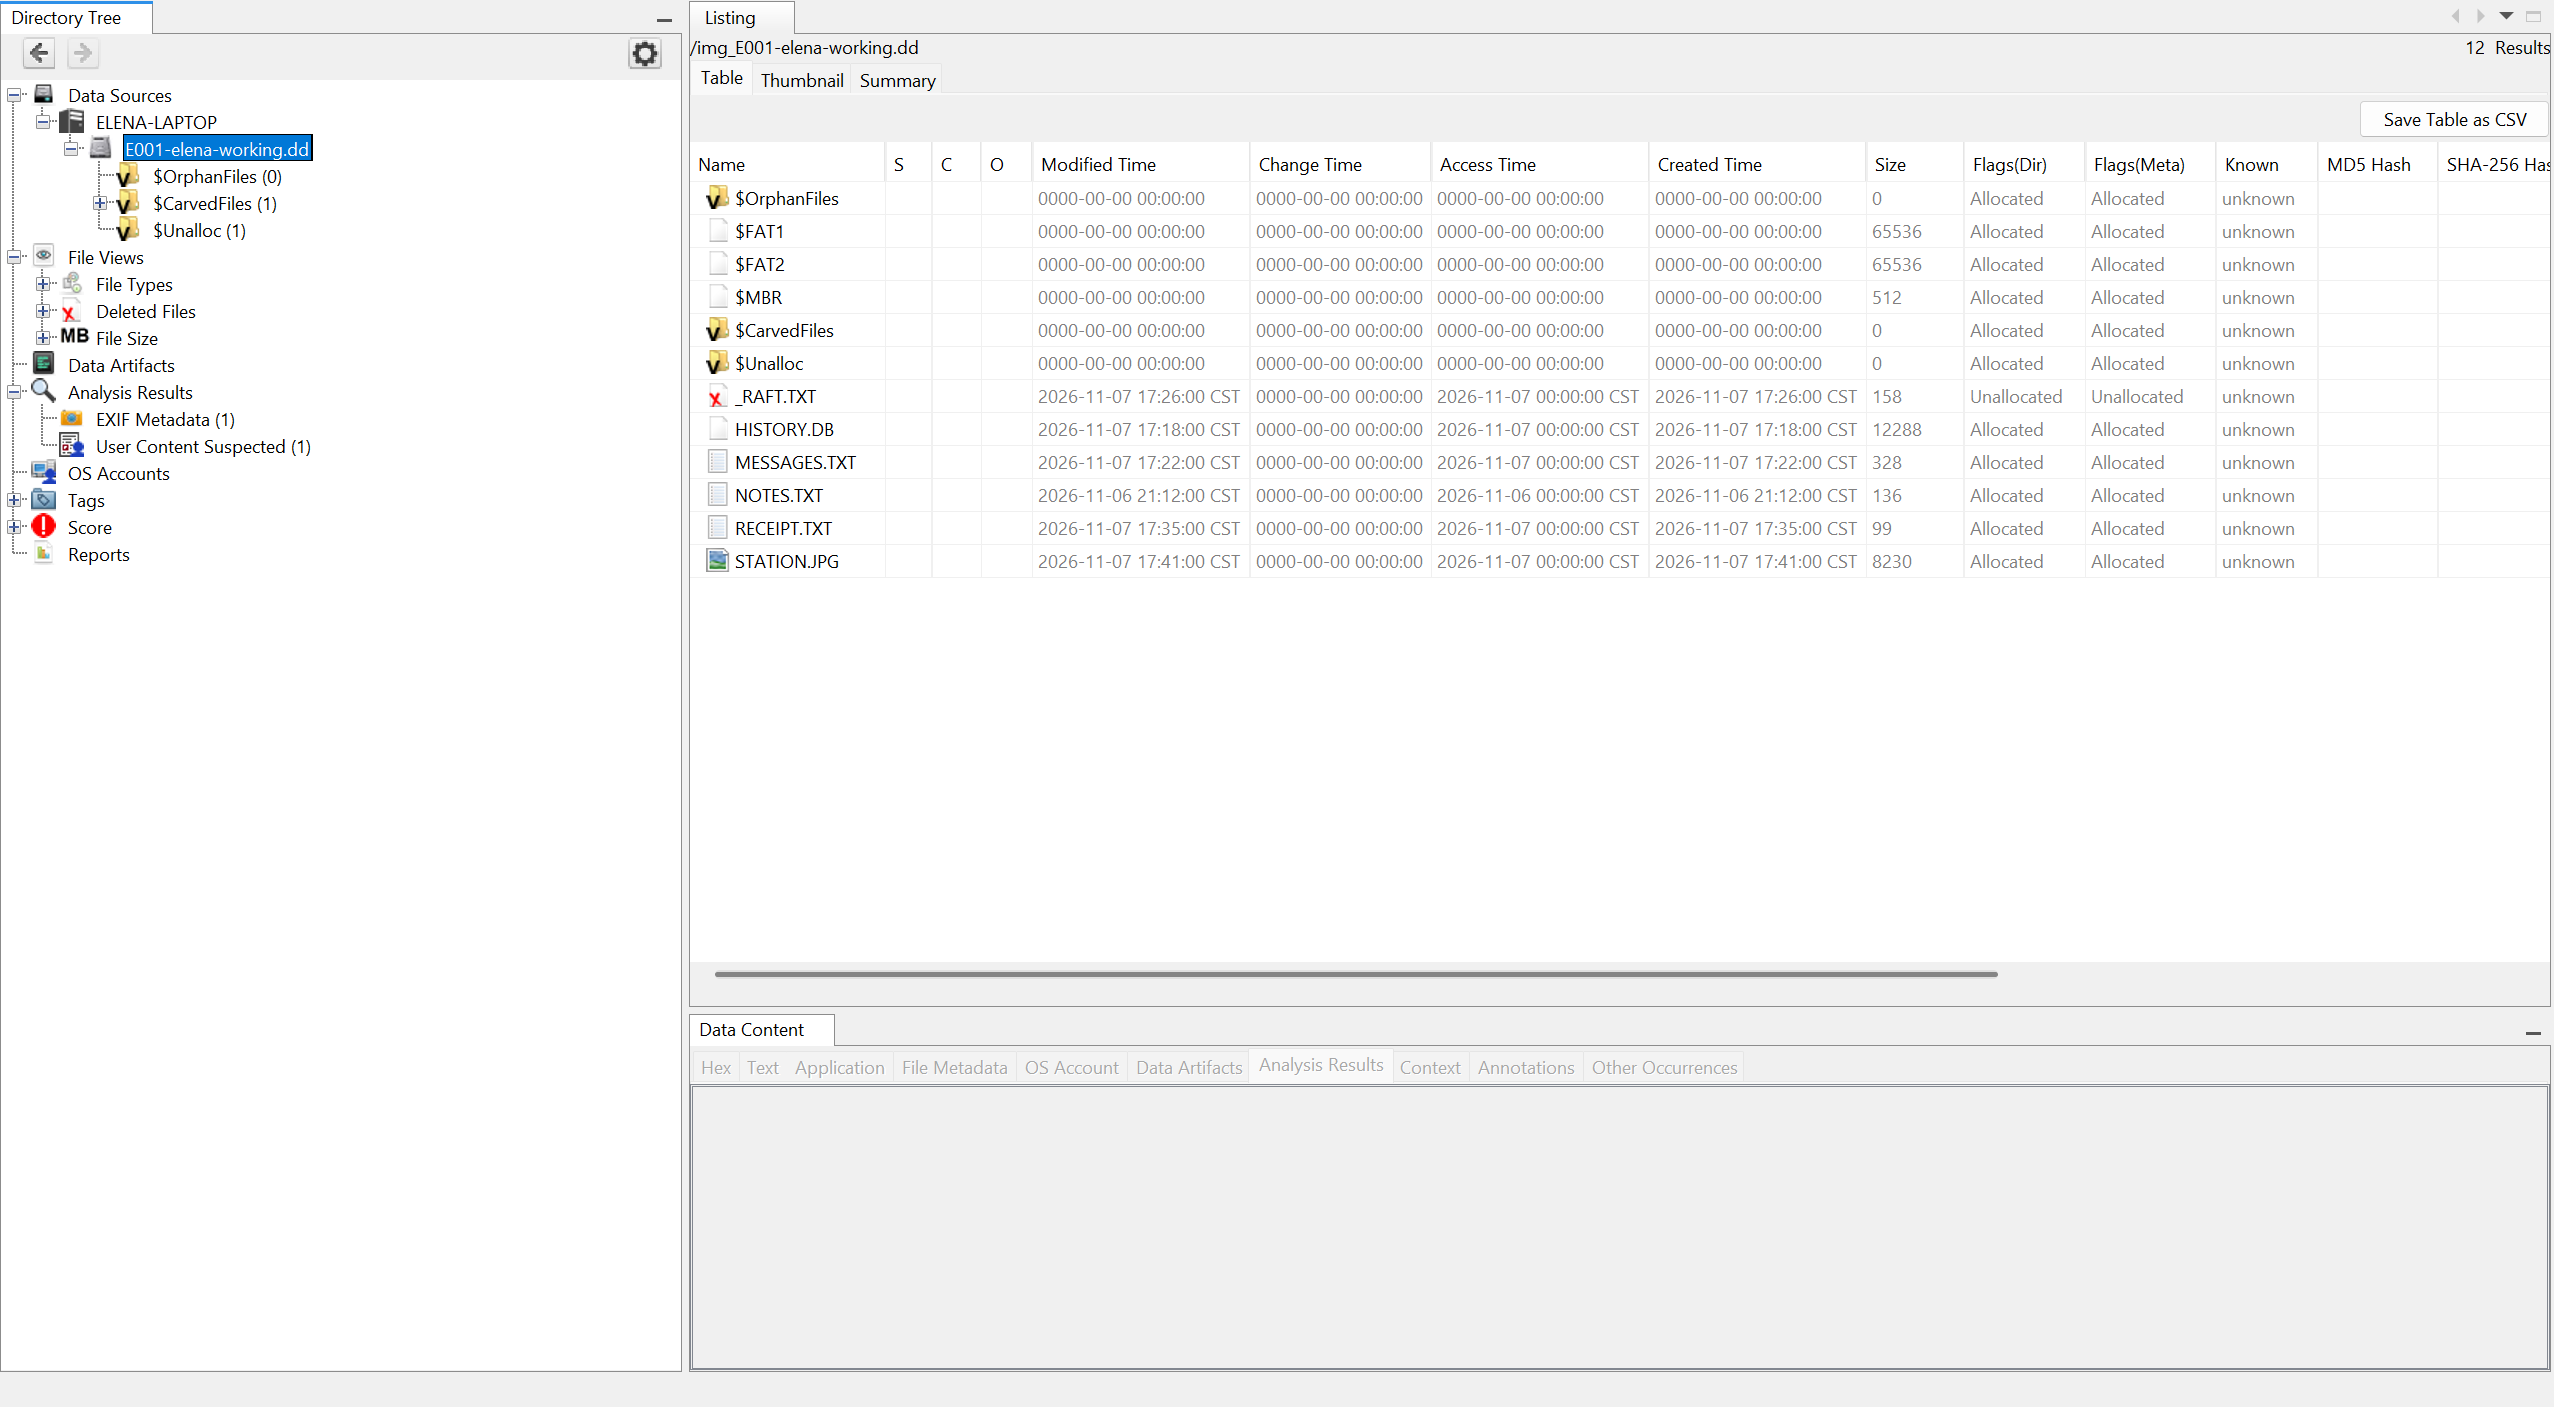 Directory Tree
Data Sources
ELENA-LAPTOP
E001-elena-working.dd
$OrphanFiles (0)
$CarvedFiles (1)
$Unalloc (1)
File Views
File Types
Deleted Files
MB File Size
Data Artifacts
Analysis Results
EXIF Metadata (1)
User Content Suspected (1)
OS Accounts
Tags
Score
Reports
Listing
/img_E001-elena-working.dd 12 Results
Table Thumbnail Summary
Save Table as CSV
Name S C O Modified Time Change Time Access Time Created Time Size Flags(Dir) Flags(Meta) Known MD5 Hash SHA-256 Has
$OrphanFiles 0000-00-00 00:00:00 0000-00-00 00:00:00 0000-00-00 00:00:00 0000-00-00 00:00:00 0 Allocated Allocated unknown
$FAT1 0000-00-00 00:00:00 0000-00-00 00:00:00 0000-00-00 00:00:00 0000-00-00 00:00:00 65536 Allocated Allocated unknown
$FAT2 0000-00-00 00:00:00 0000-00-00 00:00:00 0000-00-00 00:00:00 0000-00-00 00:00:00 65536 Allocated Allocated unknown
$MBR 0000-00-00 00:00:00 0000-00-00 00:00:00 0000-00-00 00:00:00 0000-00-00 00:00:00 512 Allocated Allocated unknown
$CarvedFiles 0000-00-00 00:00:00 0000-00-00 00:00:00 0000-00-00 00:00:00 0000-00-00 00:00:00 0 Allocated Allocated unknown
$Unalloc 0000-00-00 00:00:00 0000-00-00 00:00:00 0000-00-00 00:00:00 0000-00-00 00:00:00 0 Allocated Allocated unknown
_RAFT.TXT 2026-11-07 17:26:00 CST 0000-00-00 00:00:00 2026-11-07 00:00:00 CST 2026-11-07 17:26:00 CST 158 Unallocated Unallocated unknown
HISTORY.DB 2026-11-07 17:18:00 CST 0000-00-00 00:00:00 2026-11-07 00:00:00 CST 2026-11-07 17:18:00 CST 12288 Allocated Allocated unknown
MESSAGES.TXT 2026-11-07 17:22:00 CST 0000-00-00 00:00:00 2026-11-07 00:00:00 CST 2026-11-07 17:22:00 CST 328 Allocated Allocated unknown
NOTES.TXT 2026-11-06 21:12:00 CST 0000-00-00 00:00:00 2026-11-06 00:00:00 CST 2026-11-06 21:12:00 CST 136 Allocated Allocated unknown
RECEIPT.TXT 2026-11-07 17:35:00 CST 0000-00-00 00:00:00 2026-11-07 00:00:00 CST 2026-11-07 17:35:00 CST 99 Allocated Allocated unknown
STATION.JPG 2026-11-07 17:41:00 CST 0000-00-00 00:00:00 2026-11-07 00:00:00 CST 2026-11-07 17:41:00 CST 8230 Allocated Allocated unknown
Data Content
Hex Text Application File Metadata OS Account Data Artifacts Analysis Results Context Annotations Other Occurrences